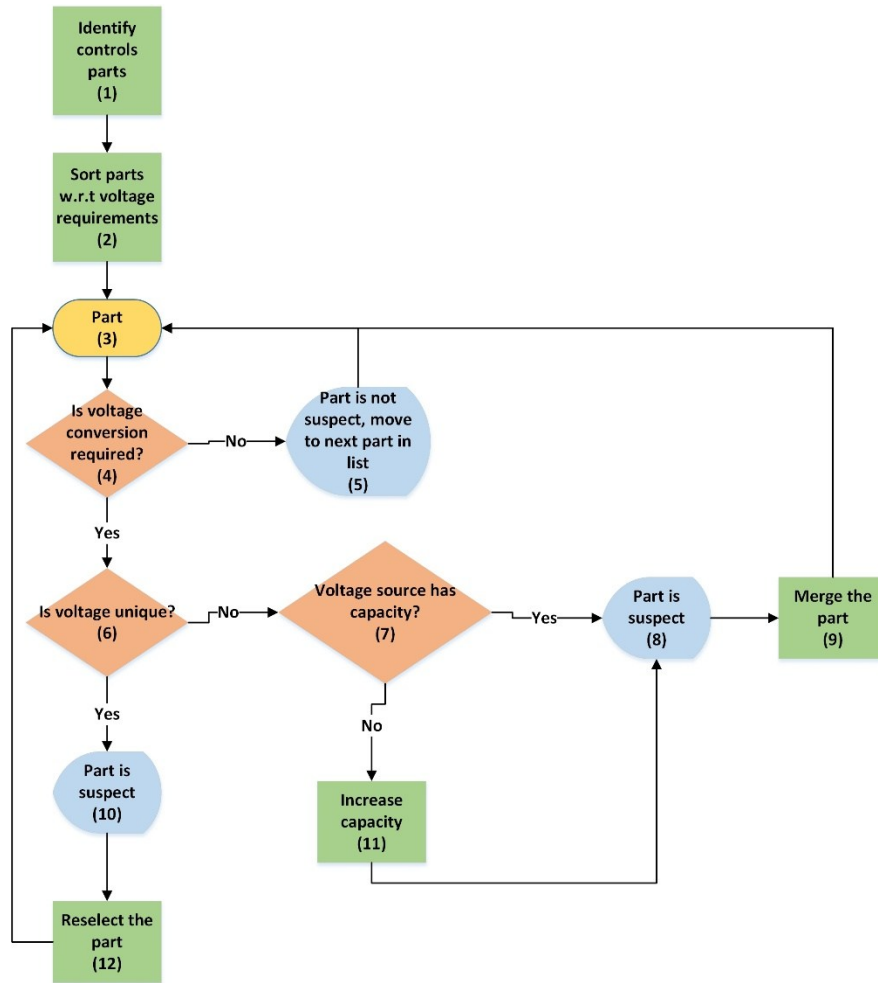 Identify
controls
parts
(1)
Sort parts
w.r.t voltage
requirements
(2)
Part
(3)
Is voltage
conversion
required?
(4)
No
Part is not
suspect, move
to next part in
list
(5)
Yes
Is voltage unique?
(6)
No
Voltage source has
capacity?
(7)
Yes
Part is
suspect
(8)
Merge the
part
(9)
Yes
No
Part is
suspect
(10)
Increase
capacity
(11)
Reselect the
part
(12)